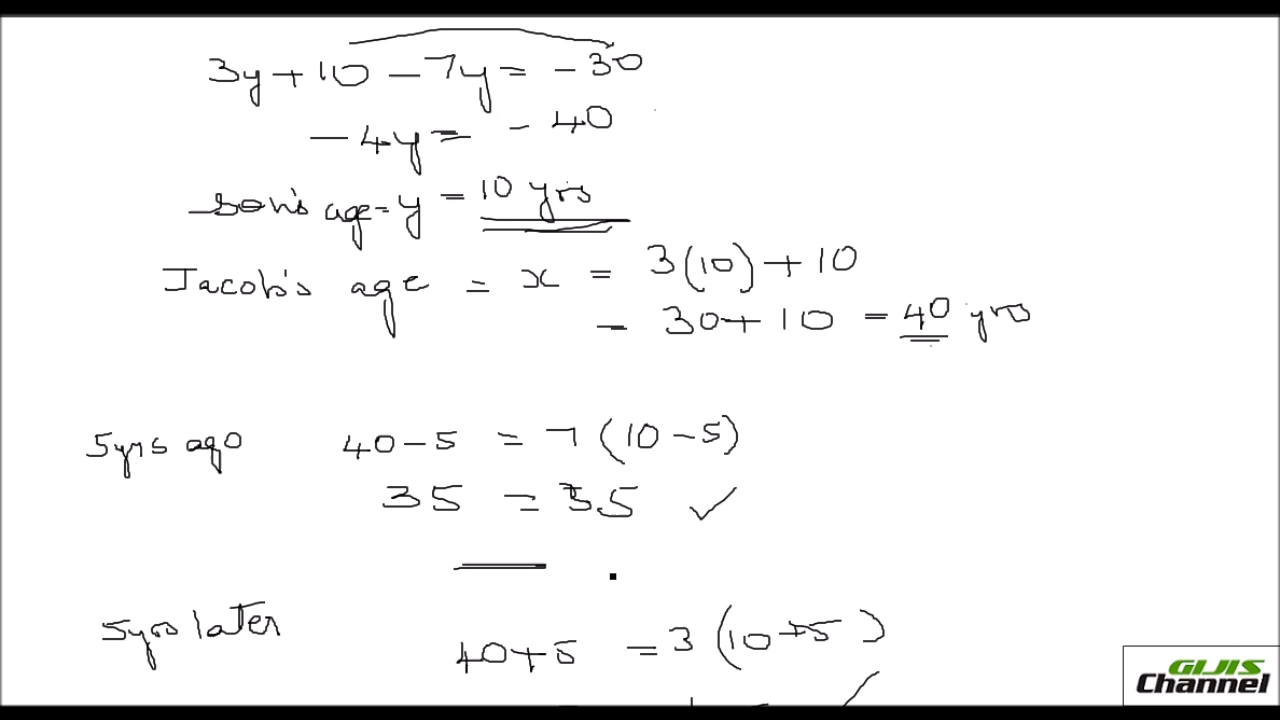 3y + 10 - 7y = - 30
- 4y = - 40
son's age = y = 10 yrs
Jacob's age = x = 3(10) + 10
= 30 + 10 = 40 yrs
5yrs ago 40 - 5 = 7 (10 - 5)
35 = 35 ✓
5yrs later 40 + 5 = 3 (10 + 5)
GIJIS
Channel